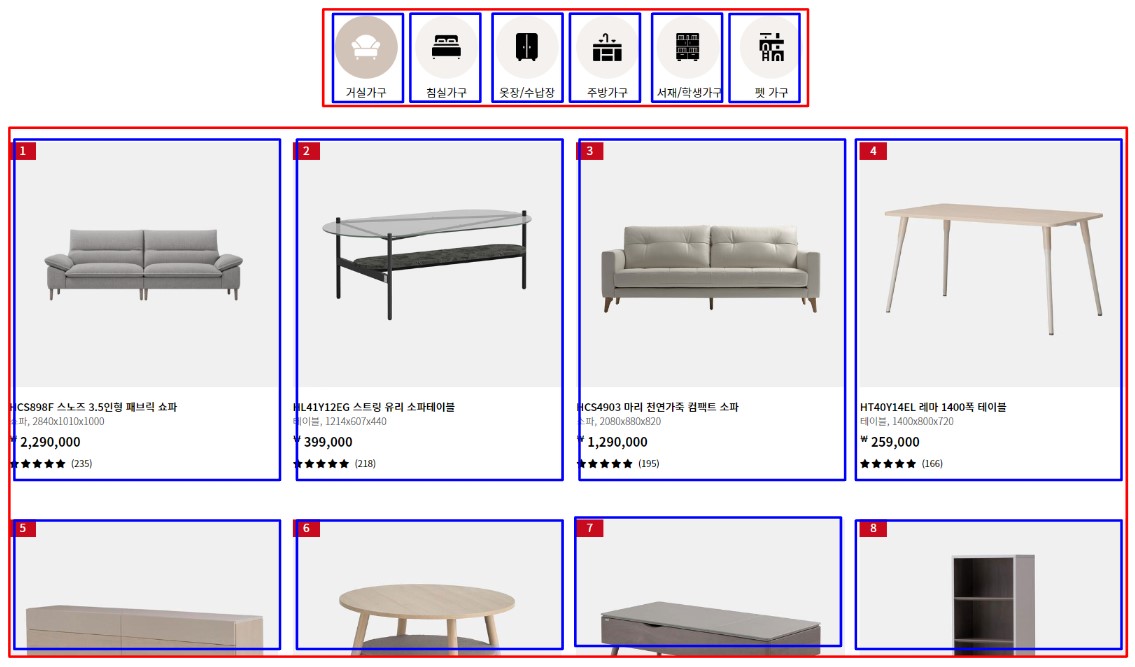 거실가구 침실가구 옷장/수납장 주방가구 서재/학생가구 펫 가구
1 2 3 4
HCS898F 스노즈 3.5인형 패브릭 쇼파 HL41Y12EG 스트링 유리 소파테이블 HCS4903 마리 천연가죽 컴팩트 소파 HT40Y14EL 레마 1400폭 테이블
소파, 2840x1010x1000 테이블, 1214x607x440 소파, 2080x880x820 테이블, 1400x800x720
₩ 2,290,000 ₩ 399,000 ₩ 1,290,000 ₩ 259,000
★★★★★ (235) ★★★★★ (218) ★★★★★ (195) ★★★★★ (166)
5 6 7 8